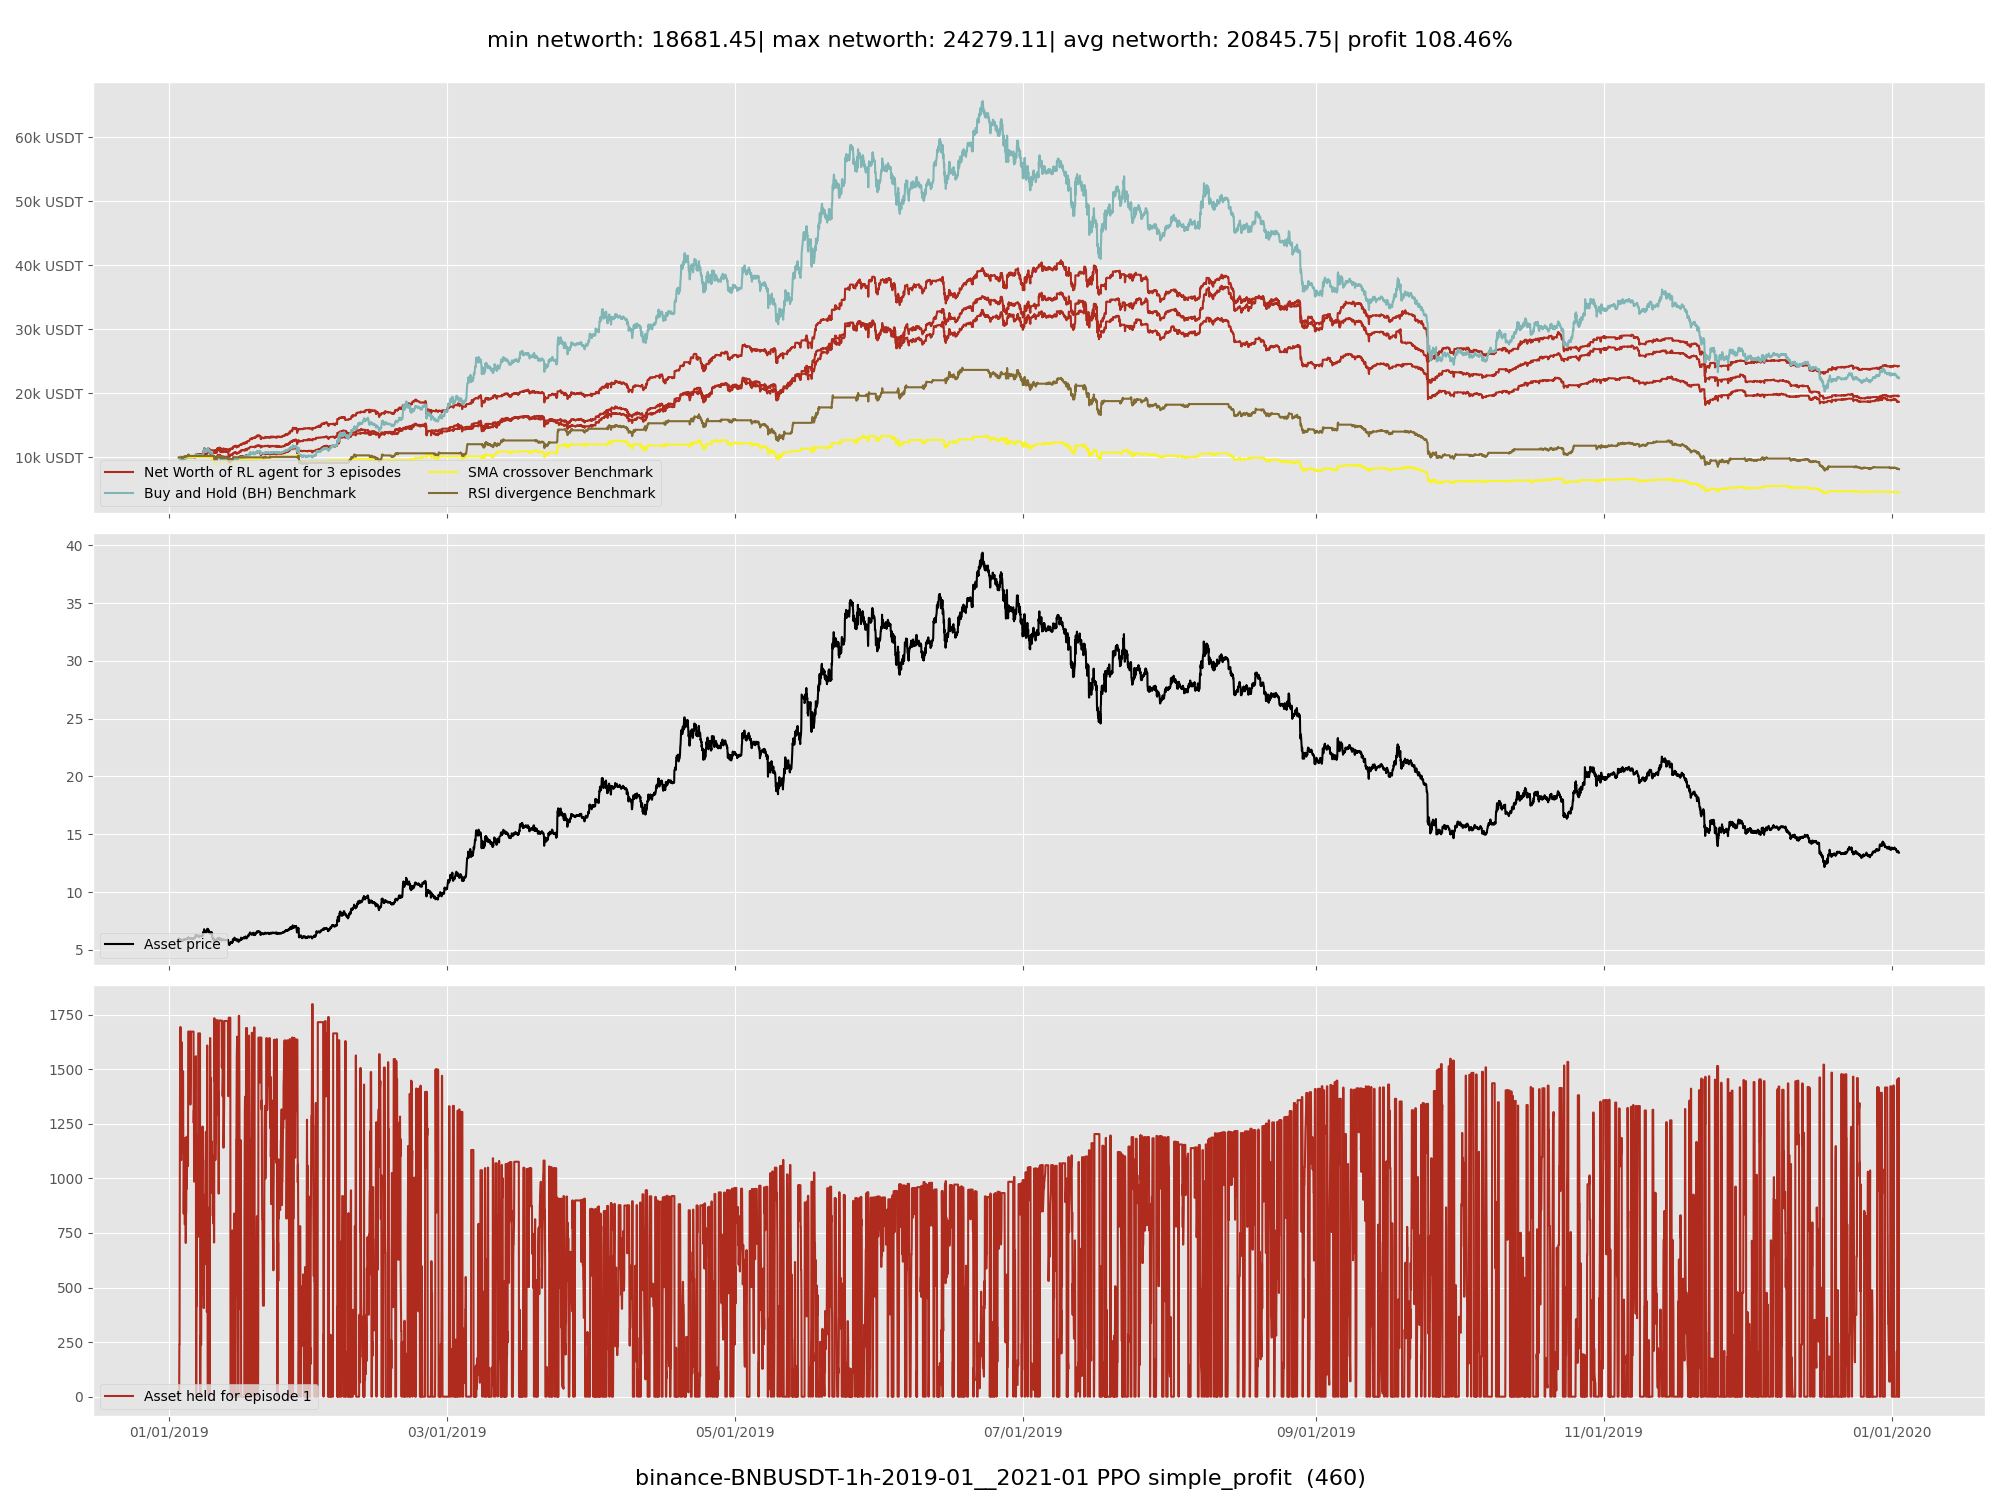 min networth: 18681.45| max networth: 24279.11| avg networth: 20845.75| profit 108.46%
60k USDT
50k USDT
40k USDT
30k USDT
20k USDT
10k USDT
Net Worth of RL agent for 3 episodes
Buy and Hold (BH) Benchmark
SMA crossover Benchmark
RSI divergence Benchmark
40
35
30
25
20
15
10
5
Asset price
1750
1500
1250
1000
750
500
250
0
Asset held for episode 1
01/01/2019 03/01/2019 05/01/2019 07/01/2019 09/01/2019 11/01/2019 01/01/2020
binance-BNBUSDT-1h-2019-01__2021-01 PPO simple_profit (460)